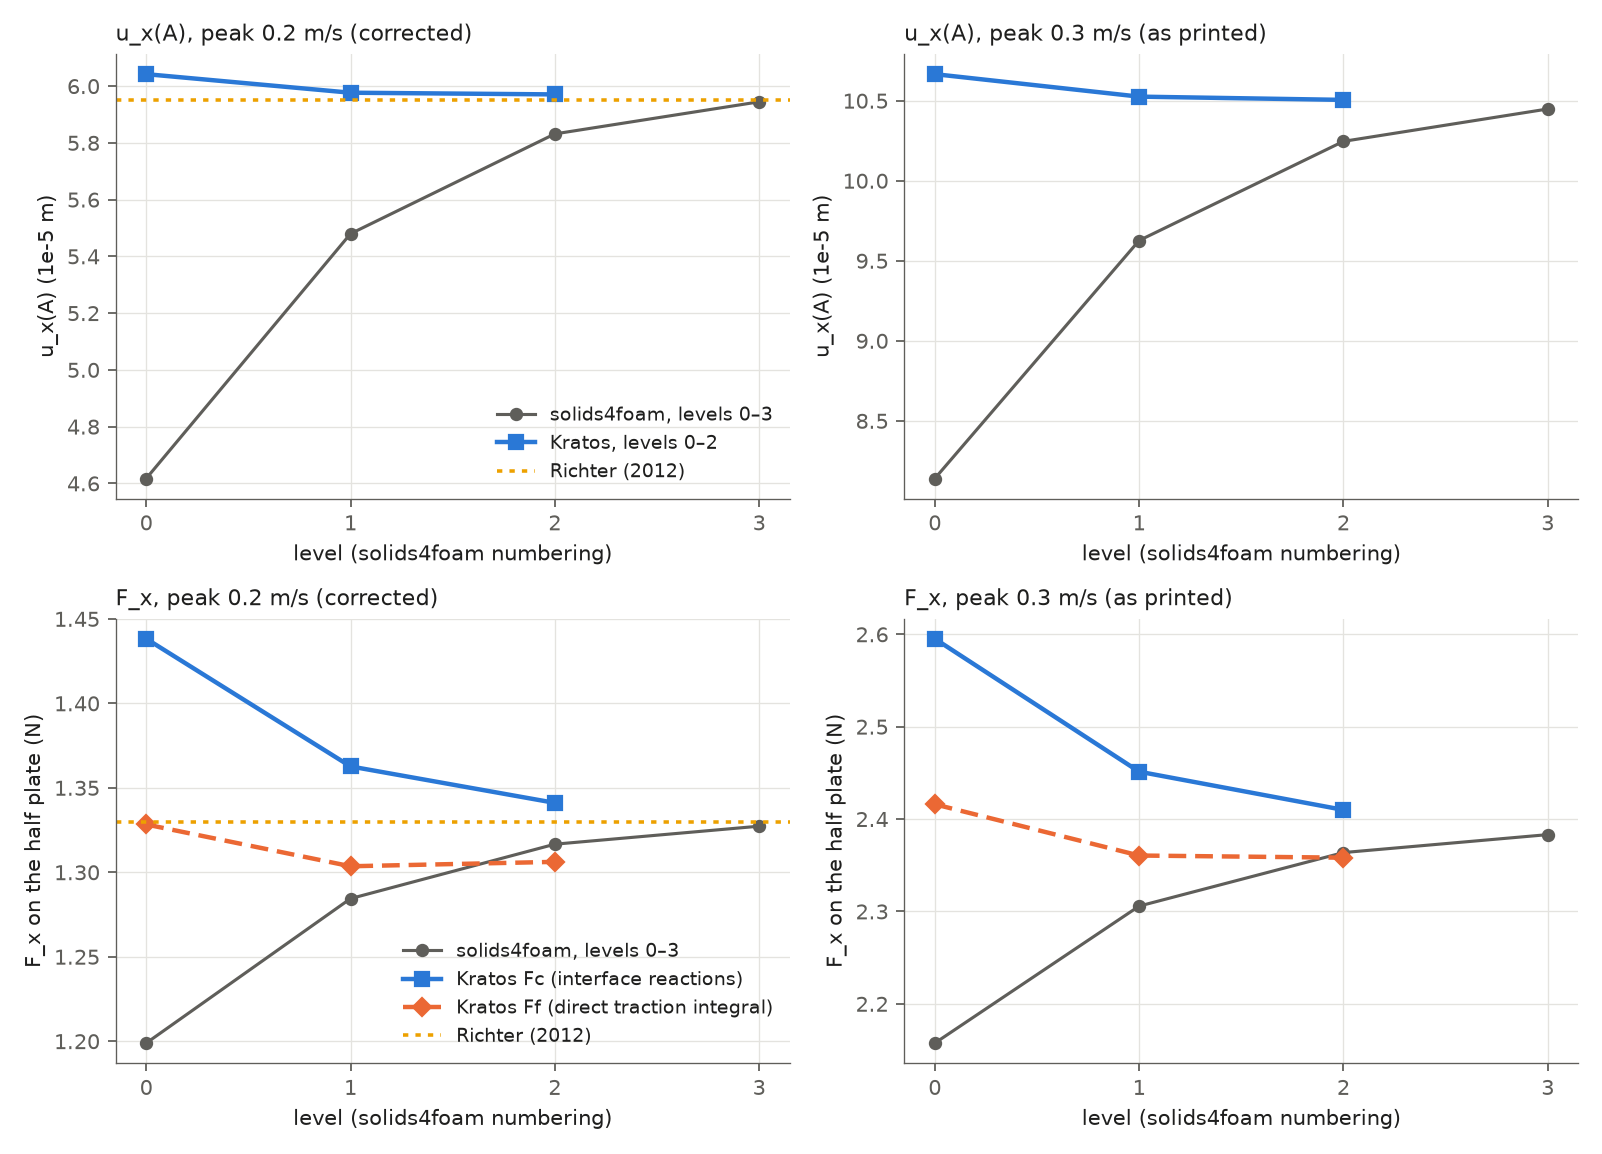 u_x(A), peak 0.2 m/s (corrected)
u_x(A) (1e-5 m)
6.0
5.8
5.6
5.4
5.2
5.0
4.8
4.6
solids4foam, levels 0–3
Kratos, levels 0–2
Richter (2012)
0 1 2 3
level (solids4foam numbering)
u_x(A), peak 0.3 m/s (as printed)
u_x(A) (1e-5 m)
10.5
10.0
9.5
9.0
8.5
0 1 2 3
level (solids4foam numbering)
F_x, peak 0.2 m/s (corrected)
F_x on the half plate (N)
1.45
1.40
1.35
1.30
1.25
1.20
solids4foam, levels 0–3
Kratos Fc (interface reactions)
Kratos Ff (direct traction integral)
Richter (2012)
0 1 2 3
level (solids4foam numbering)
F_x, peak 0.3 m/s (as printed)
F_x on the half plate (N)
2.6
2.5
2.4
2.3
2.2
0 1 2 3
level (solids4foam numbering)